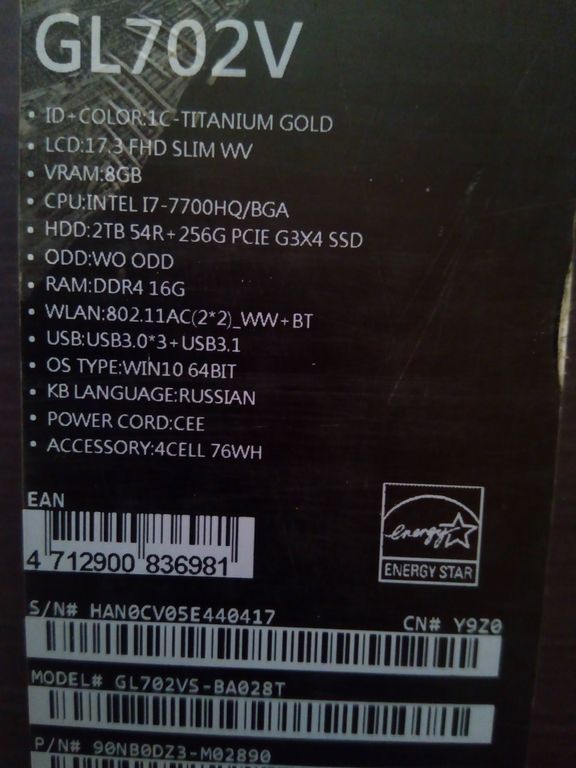 GL702V
• ID+COLOR:1C-TITANIUM GOLD
• LCD:17.3 FHD SLIM WV
• VRAM:8GB
• CPU:INTEL I7-7700HQ/BGA
• HDD:2TB 54R+256G PCIE G3X4 SSD
• ODD:WO ODD
• RAM:DDR4 16G
• WLAN:802.11AC(2*2)_WW+BT
• USB:USB3.0*3+USB3.1
• OS TYPE:WIN10 64BIT
• KB LANGUAGE:RUSSIAN
• POWER CORD:CEE
• ACCESSORY:4CELL 76WH
EAN
4 712900 836981
energy
ENERGY STAR
S/N# HAN0CV05E440417 CN# Y9Z0
MODEL# GL702VS-BA028T
P/N# 90NB0DZ3-M02890